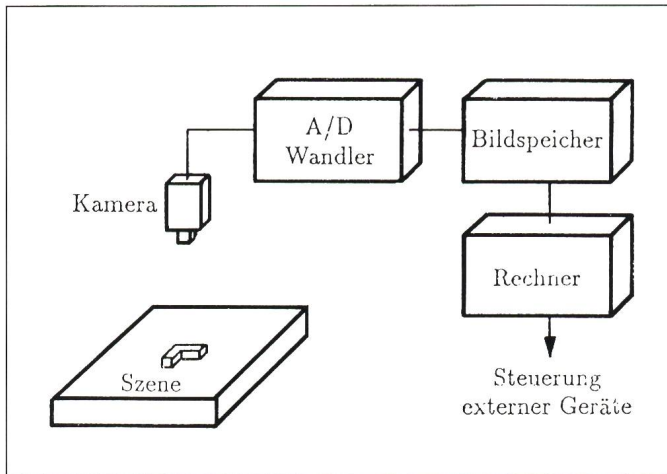 A/D
Wandler
Bildspeicher
Kamera
Rechner
Szene
Steuerung
externer Geräte